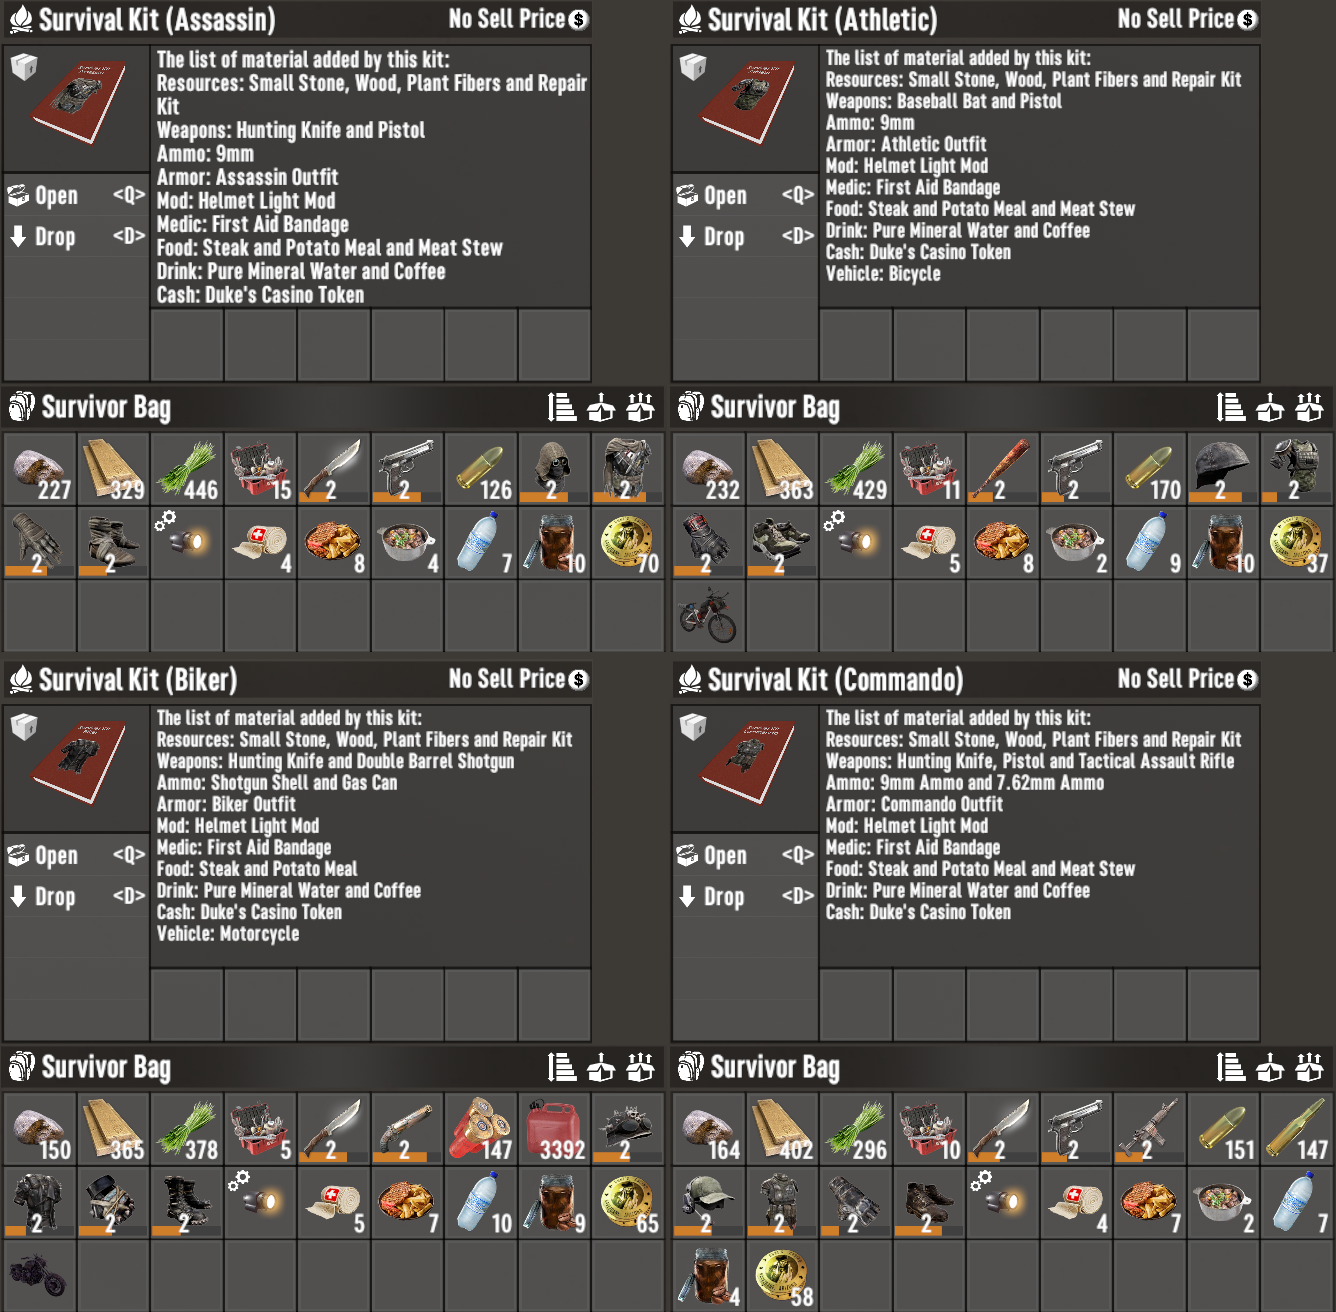 Survival Kit (Assassin)
No Sell Price $
The list of material added by this kit:
Resources: Small Stone, Wood, Plant Fibers and Repair
Kit
Weapons: Hunting Knife and Pistol
Ammo: 9mm
Armor: Assassin Outfit
Mod: Helmet Light Mod
Medic: First Aid Bandage
Food: Steak and Potato Meal and Meat Stew
Drink: Pure Mineral Water and Coffee
Cash: Duke's Casino Token
Open <Q>
Drop <D>
Survivor Bag
227 329 446 15 2 2 126 2 2
2 2 4 8 4 7 10 70
Survival Kit (Athletic)
No Sell Price $
The list of material added by this kit:
Resources: Small Stone, Wood, Plant Fibers and Repair Kit
Weapons: Baseball Bat and Pistol
Ammo: 9mm
Armor: Athletic Outfit
Mod: Helmet Light Mod
Medic: First Aid Bandage
Food: Steak and Potato Meal and Meat Stew
Drink: Pure Mineral Water and Coffee
Cash: Duke's Casino Token
Vehicle: Bicycle
Open <Q>
Drop <D>
Survivor Bag
232 363 429 11 2 2 170 2 2
2 2 5 8 2 9 10 37
Survival Kit (Biker)
No Sell Price $
The list of material added by this kit:
Resources: Small Stone, Wood, Plant Fibers and Repair Kit
Weapons: Hunting Knife and Double Barrel Shotgun
Ammo: Shotgun Shell and Gas Can
Armor: Biker Outfit
Mod: Helmet Light Mod
Medic: First Aid Bandage
Food: Steak and Potato Meal
Drink: Pure Mineral Water and Coffee
Cash: Duke's Casino Token
Vehicle: Motorcycle
Open <Q>
Drop <D>
Survivor Bag
150 365 378 5 2 2 147 3392 2
2 2 2 5 7 10 9 65
Survival Kit (Commando)
No Sell Price $
The list of material added by this kit:
Resources: Small Stone, Wood, Plant Fibers and Repair Kit
Weapons: Hunting Knife, Pistol and Tactical Assault Rifle
Ammo: 9mm Ammo and 7.62mm Ammo
Armor: Commando Outfit
Mod: Helmet Light Mod
Medic: First Aid Bandage
Food: Steak and Potato Meal and Meat Stew
Drink: Pure Mineral Water and Coffee
Cash: Duke's Casino Token
Open <Q>
Drop <D>
Survivor Bag
164 402 296 10 2 2 2 151 147
2 2 2 2 4 7 2 7
4 58